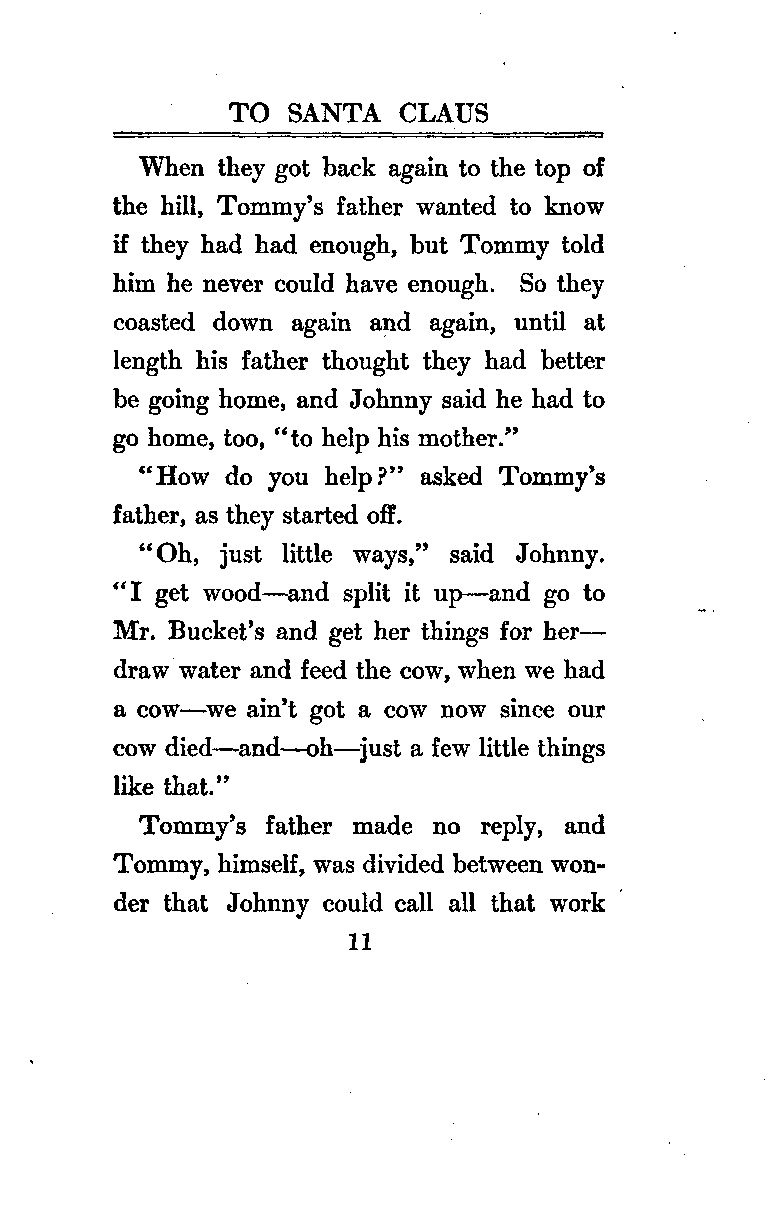 TO SANTA CLAUS
When they got back again to the top of
the hill, Tommy's father wanted to know
if they had had enough, but Tommy told
him he never could have enough. So they
coasted down again and again, until at
length his father thought they had better
be going home, and Johnny said he had to
go home, too, "to help his mother."
"How do you help?" asked Tommy's
father, as they started off.
"Oh, just little ways," said Johnny.
"I get wood—and split it up—and go to
Mr. Bucket's and get her things for her—
draw water and feed the cow, when we had
a cow—we ain't got a cow now since our
cow died—and—oh—just a few little things
like that."
Tommy's father made no reply, and
Tommy, himself, was divided between won-
der that Johnny could call all that work
11